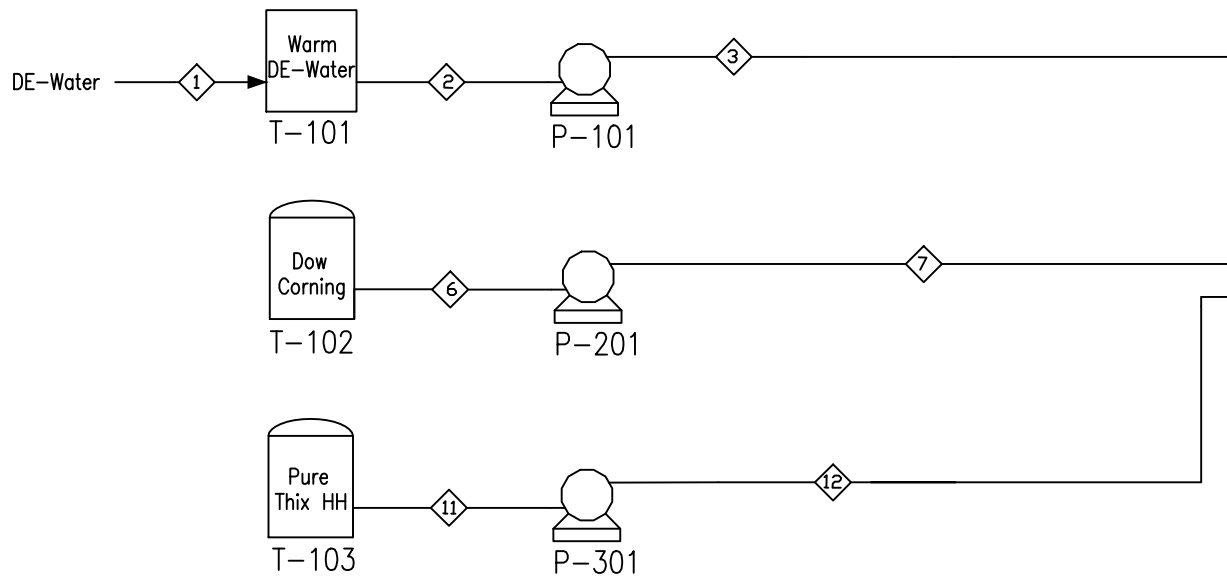 Warm
DE-Water
DE-Water
1
2
3
T-101
P-101
Dow
Corning
6
7
T-102
P-201
Pure
Thix HH
11
12
T-103
P-301